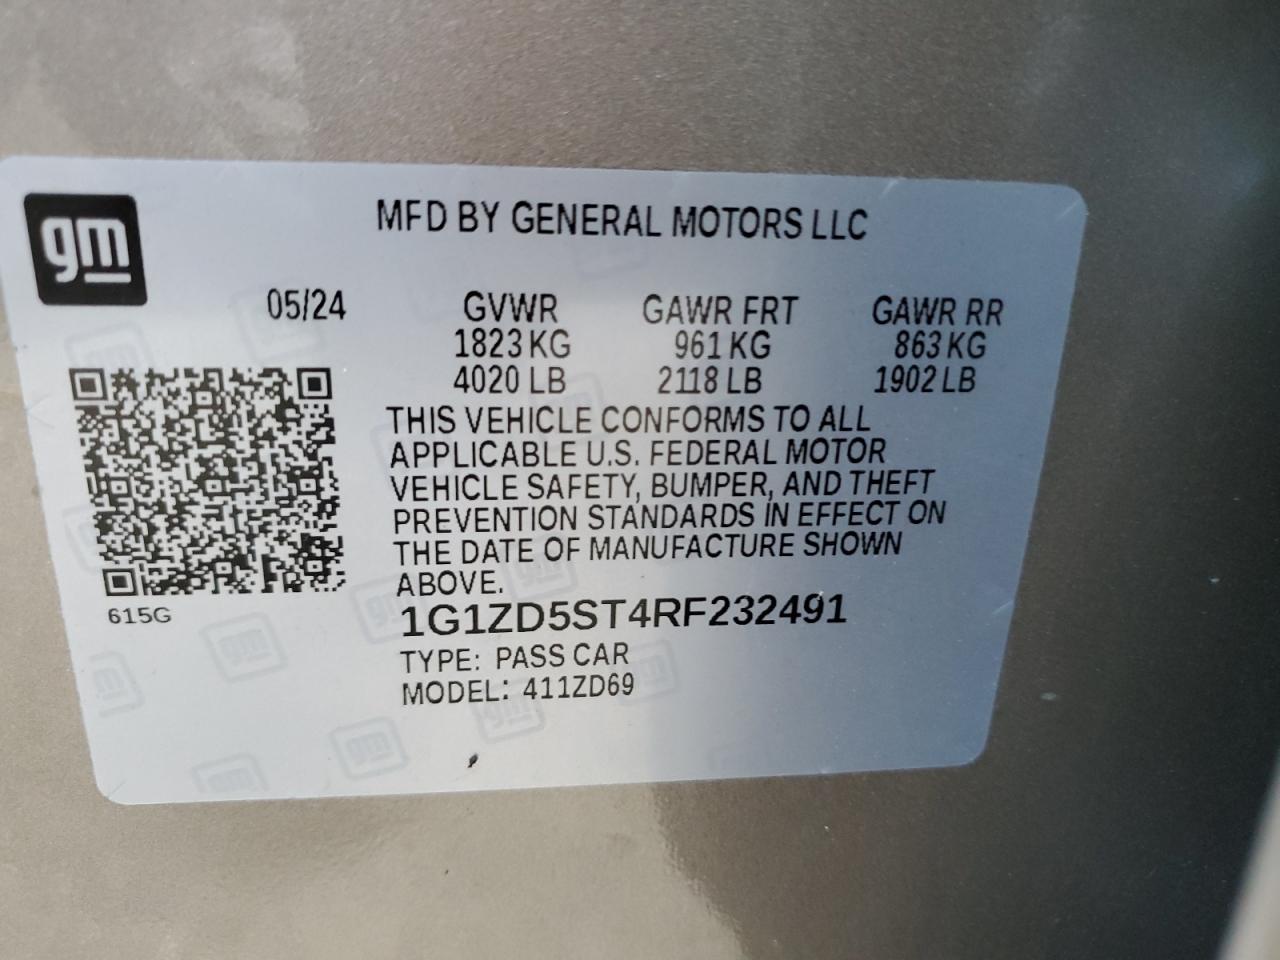 gm
MFD BY GENERAL MOTORS LLC
05/24 GVWR GAWR FRT GAWR RR
1823 KG 961 KG 863 KG
4020 LB 2118 LB 1902 LB
THIS VEHICLE CONFORMS TO ALL
APPLICABLE U.S. FEDERAL MOTOR
VEHICLE SAFETY, BUMPER, AND THEFT
PREVENTION STANDARDS IN EFFECT ON
THE DATE OF MANUFACTURE SHOWN
ABOVE.
615G
1G1ZD5ST4RF232491
TYPE: PASS CAR
MODEL: 411ZD69